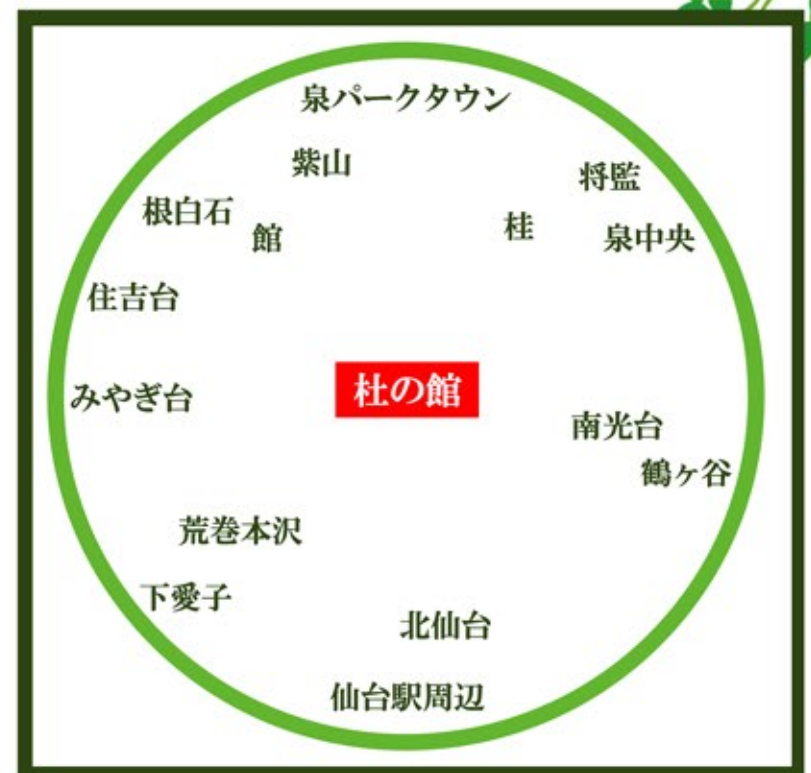 泉パークタウン
紫山
将監
根白石
館
桂
泉中央
住吉台
みやぎ台
杜の館
南光台
鶴ヶ谷
荒巻本沢
下愛子
北仙台
仙台駅周辺